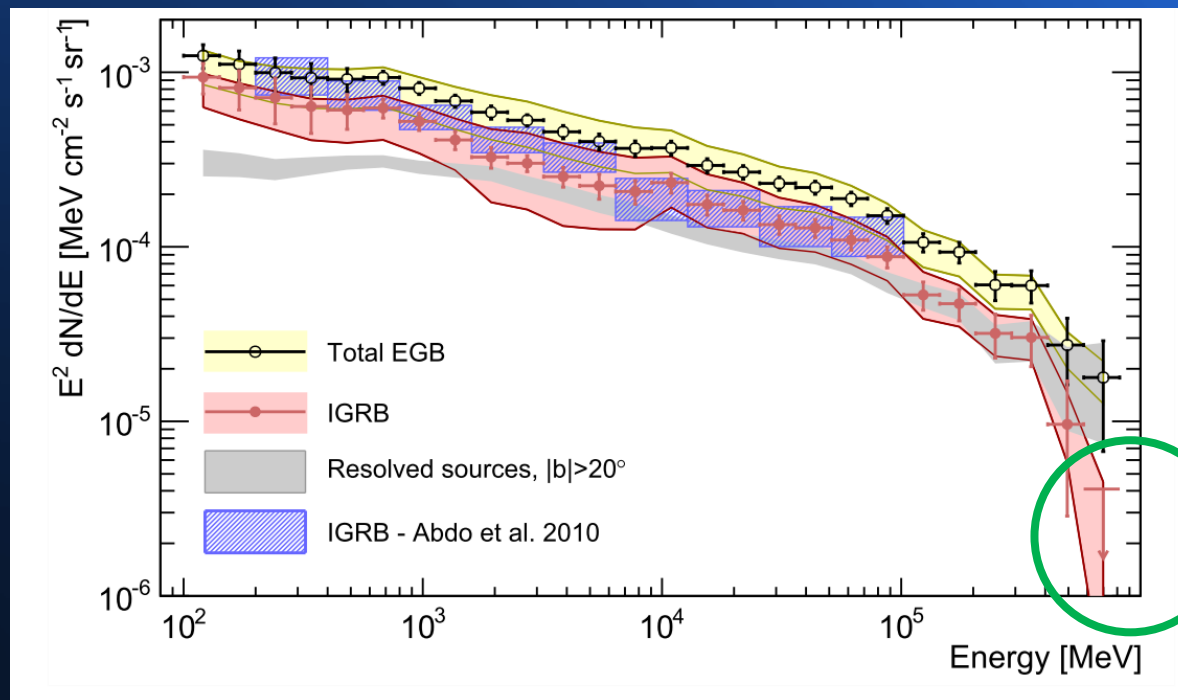 E² dN/dE [MeV cm⁻² s⁻¹ sr⁻¹]
10⁻³
10⁻⁴
10⁻⁵
10⁻⁶
Total EGB
IGRB
Resolved sources, |b|>20°
IGRB - Abdo et al. 2010
10² 10³ 10⁴ 10⁵
Energy [MeV]